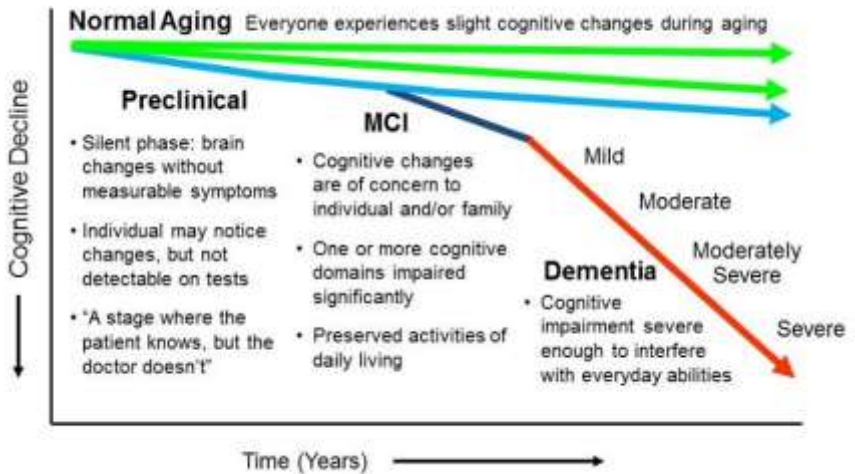 Normal Aging Everyone experiences slight cognitive changes during aging
Preclinical
• Silent phase: brain
changes without
measurable symptoms
• Individual may notice
changes, but not
detectable on tests
• "A stage where the
patient knows, but the
doctor doesn't"
MCI
• Cognitive changes
are of concern to
individual and/or family
• One or more cognitive
domains impaired
significantly
• Preserved activities of
daily living
Mild
Moderate
Moderately
Severe
Severe
Dementia
• Cognitive
impairment severe
enough to interfere
with everyday abilities
Cognitive Decline
Time (Years)